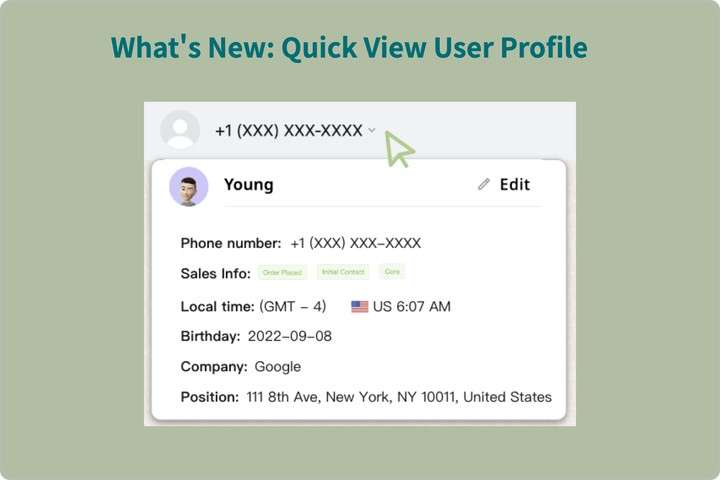 What's New: Quick View User Profile
+1 (XXX) XXX-XXXX
Young Edit
Phone number: +1 (XXX) XXX-XXXX
Sales Info: Order Placed Initial Contact Core
Local time: (GMT - 4) US 6:07 AM
Birthday: 2022-09-08
Company: Google
Position: 111 8th Ave, New York, NY 10011, United States